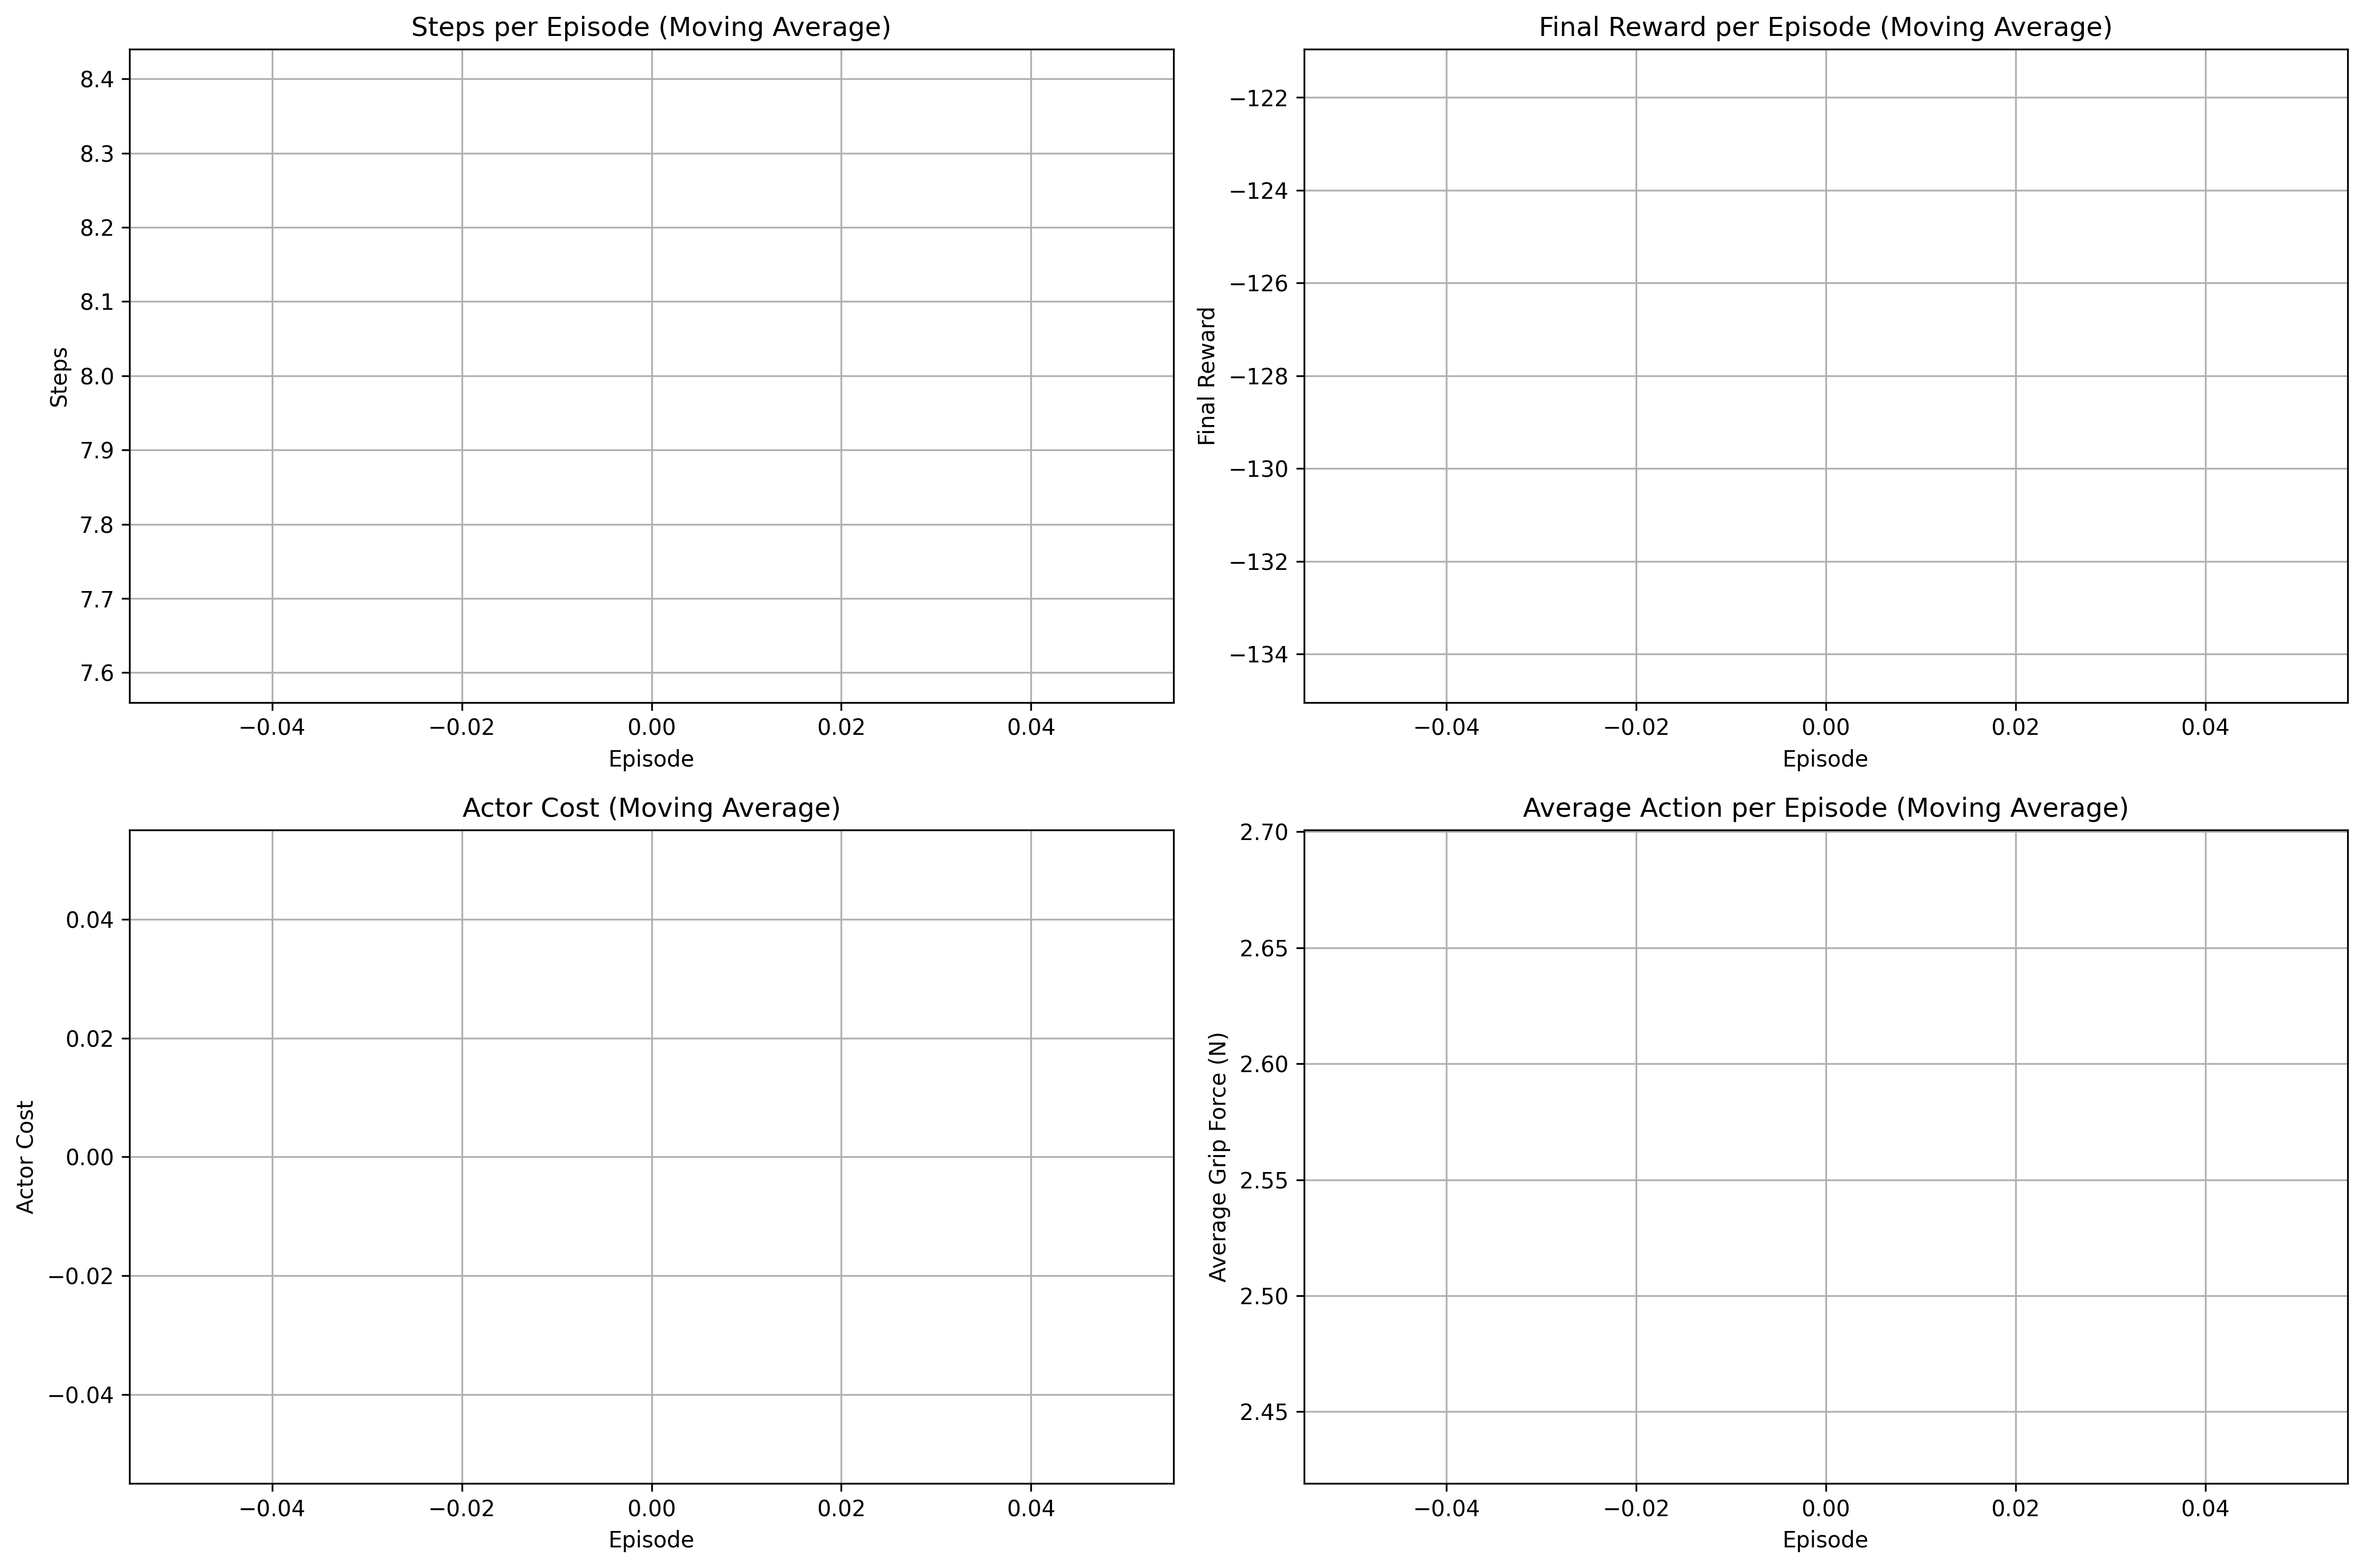 Steps per Episode (Moving Average)
8.4
8.3
8.2
8.1
8.0
7.9
7.8
7.7
7.6
Steps
−0.04 −0.02 0.00 0.02 0.04
Episode
Final Reward per Episode (Moving Average)
−122
−124
−126
−128
−130
−132
−134
Final Reward
−0.04 −0.02 0.00 0.02 0.04
Episode
Actor Cost (Moving Average)
0.04
0.02
0.00
−0.02
−0.04
Actor Cost
−0.04 −0.02 0.00 0.02 0.04
Episode
Average Action per Episode (Moving Average)
2.70
2.65
2.60
2.55
2.50
2.45
Average Grip Force (N)
−0.04 −0.02 0.00 0.02 0.04
Episode